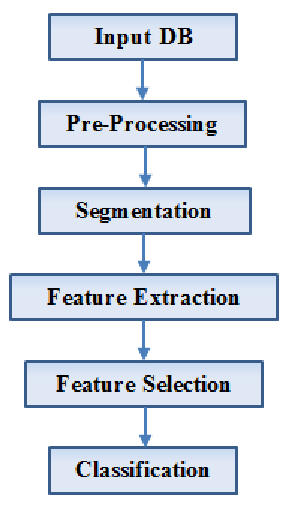 Input DB
Pre-Processing
Segmentation
Feature Extraction
Feature Selection
Classification